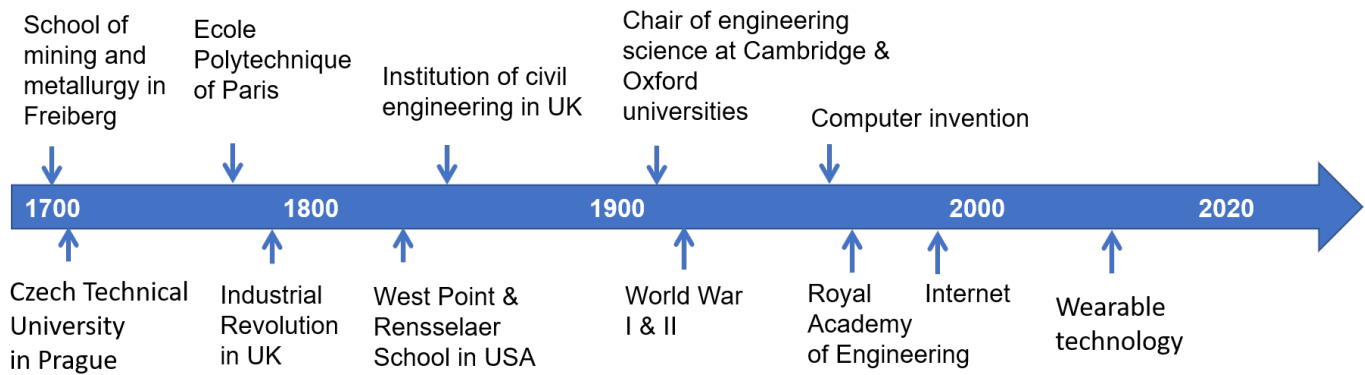 School of
mining and
metallurgy in
Freiberg
Ecole
Polytechnique
of Paris
Institution of civil
engineering in UK
Chair of engineering
science at Cambridge &
Oxford
universities
Computer invention
1700
1800
1900
2000
2020
Czech Technical
University
in Prague
Industrial
Revolution
in UK
West Point &
Rensselaer
School in USA
World War
I & II
Royal
Academy
of Engineering
Internet
Wearable
technology